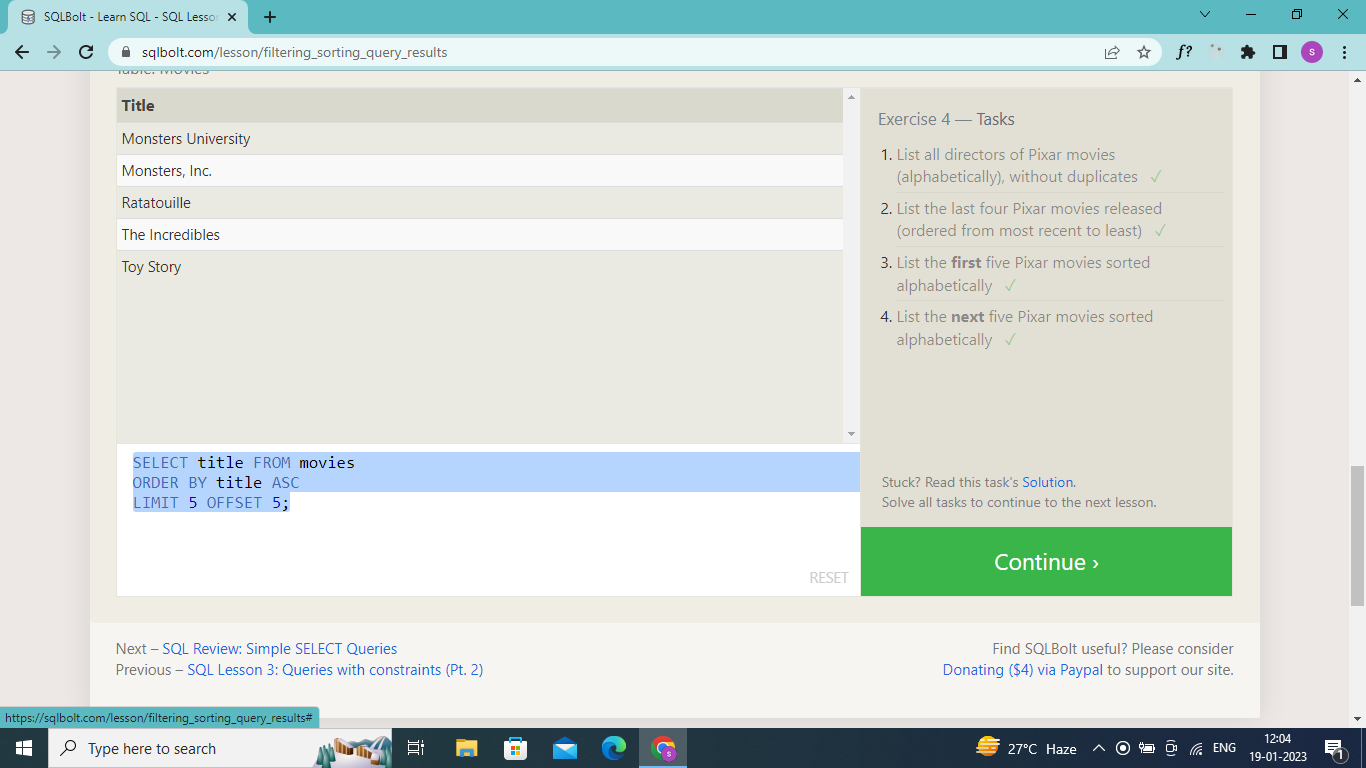 SQLBolt - Learn SQL - SQL Lesson
sqlbolt.com/lesson/filtering_sorting_query_results
f?
s
Table: Movies
Title
Monsters University
Monsters, Inc.
Ratatouille
The Incredibles
Toy Story
SELECT title FROM movies
ORDER BY title ASC
LIMIT 5 OFFSET 5;
RESET
Exercise 4 — Tasks
1. List all directors of Pixar movies
(alphabetically), without duplicates ✓
2. List the last four Pixar movies released
(ordered from most recent to least) ✓
3. List the first five Pixar movies sorted
alphabetically ✓
4. List the next five Pixar movies sorted
alphabetically ✓
Stuck? Read this task's Solution.
Solve all tasks to continue to the next lesson.
Continue ›
Next – SQL Review: Simple SELECT Queries
Previous – SQL Lesson 3: Queries with constraints (Pt. 2)
Find SQLBolt useful? Please consider
Donating ($4) via Paypal to support our site.
https://sqlbolt.com/lesson/filtering_sorting_query_results#
Type here to search
s
27°C Haze
ENG
12:04
19-01-2023
1